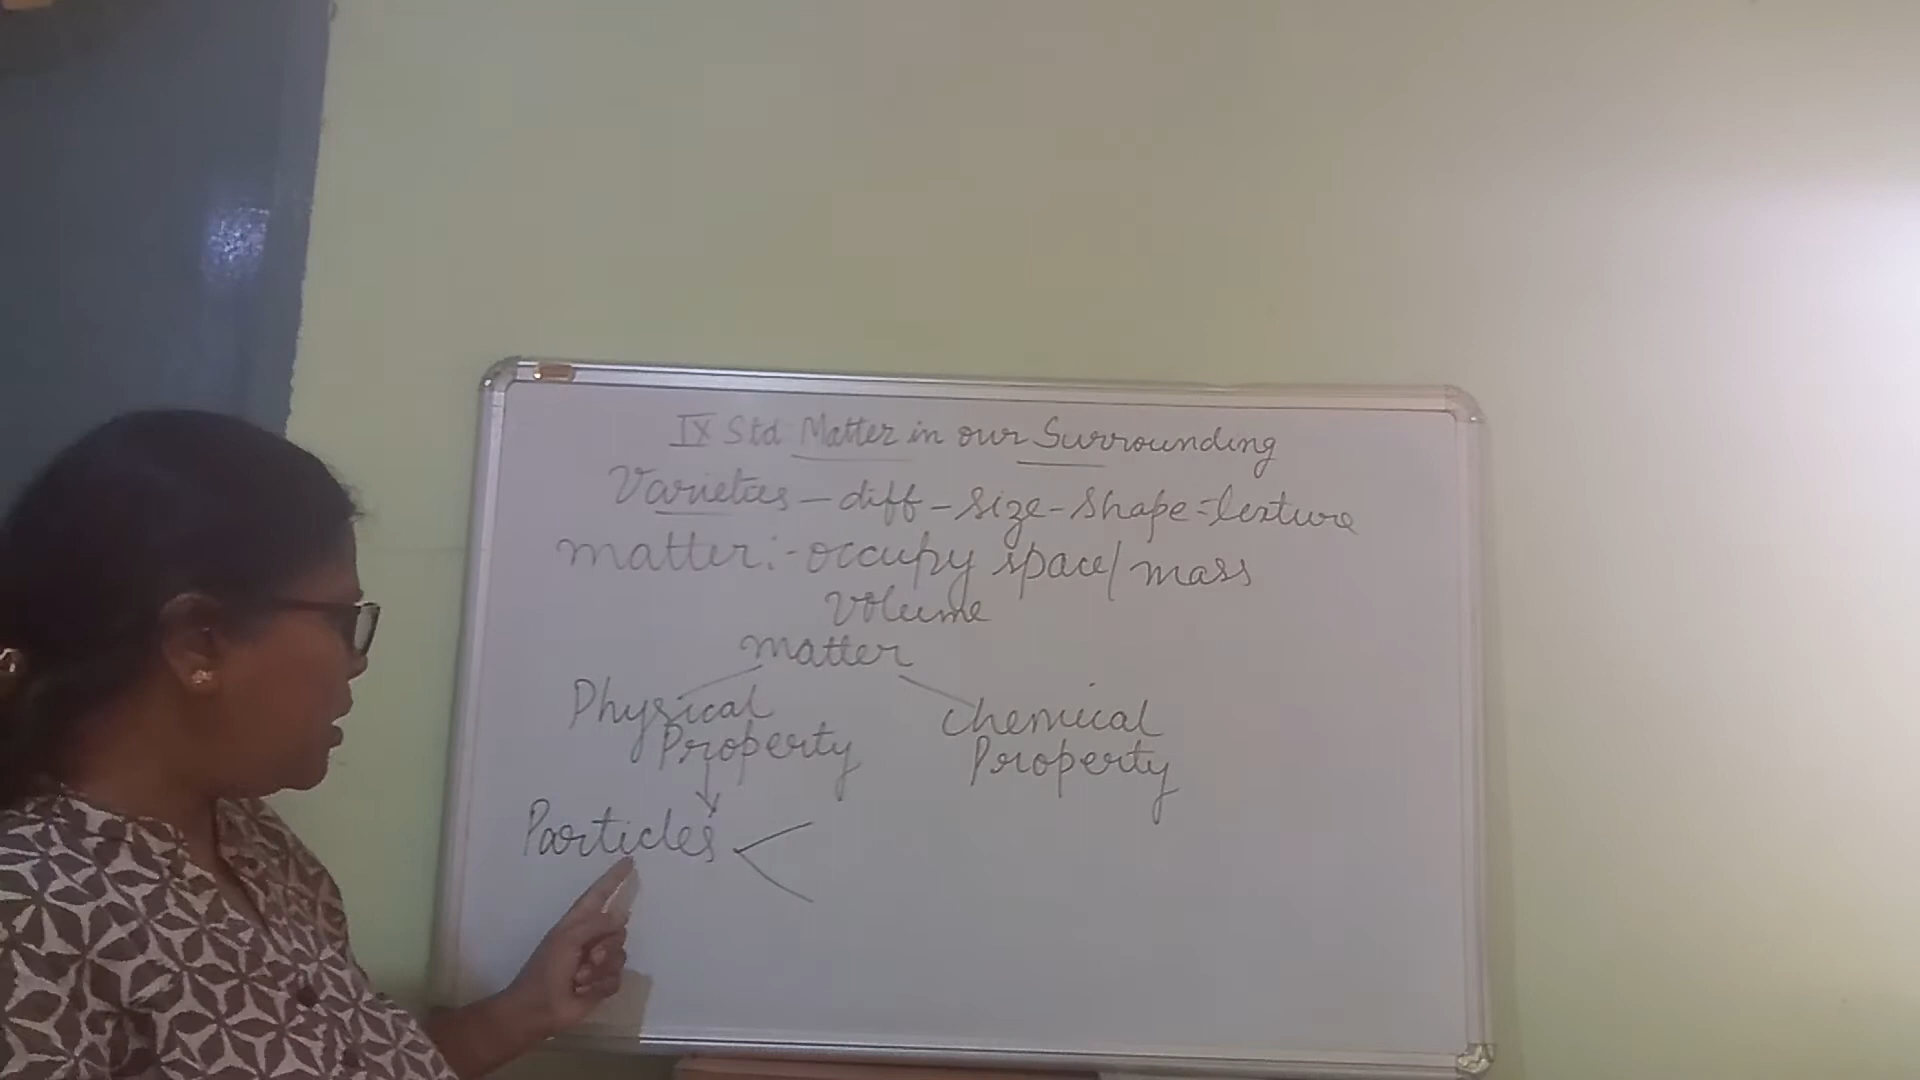 IX Std Matter in our Surrounding
Varieties - diff - size - shape = texture
matter :- occupy space / mass
volume
matter
Physical Property
chemical Property
Particles